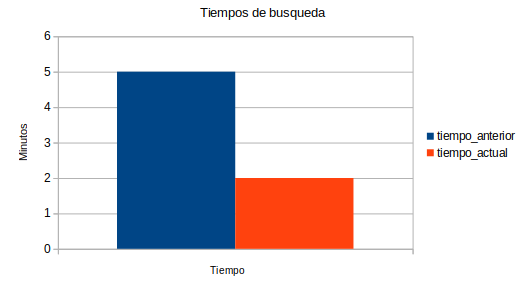 Tiempos de busqueda
6
5
4
3
2
1
0
Minutos
Tiempo
tiempo_anterior
tiempo_actual